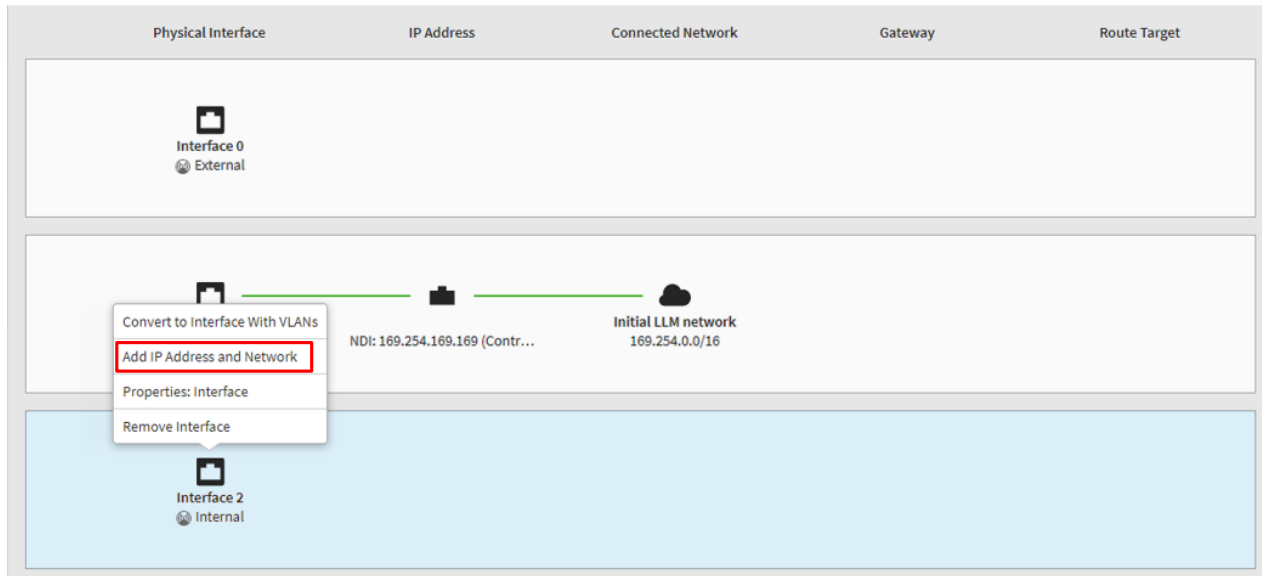 Physical Interface IP Address Connected Network Gateway Route Target
Interface 0
External
Initial LLM network
NDI: 169.254.169.169 (Contr... 169.254.0.0/16
Convert to Interface With VLANs
Add IP Address and Network
Properties: Interface
Remove Interface
Interface 2
Internal